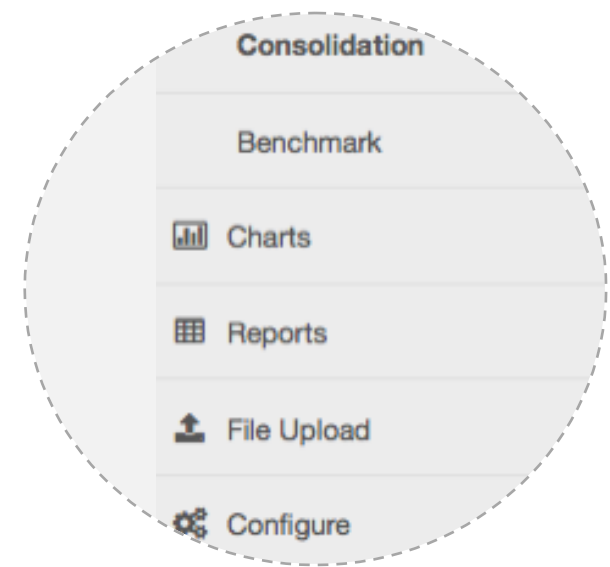 Consolidation
Benchmark
Charts
Reports
File Upload
Configure